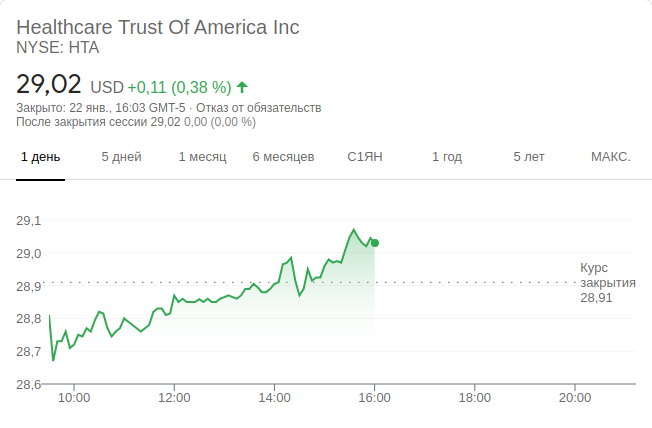 Healthcare Trust Of America Inc
NYSE: HTA
29,02 USD +0,11 (0,38 %)
Закрыто: 22 янв., 16:03 GMT-5 · Отказ от обязательств
После закрытия сессии 29,02 0,00 (0,00 %)
1 день 5 дней 1 месяц 6 месяцев С1ЯН 1 год 5 лет МАКС.
29,1
29,0
Курс
28,9
закрытия
28,91
28,8
28,7
28,6
10:00 12:00 14:00 16:00 18:00 20:00